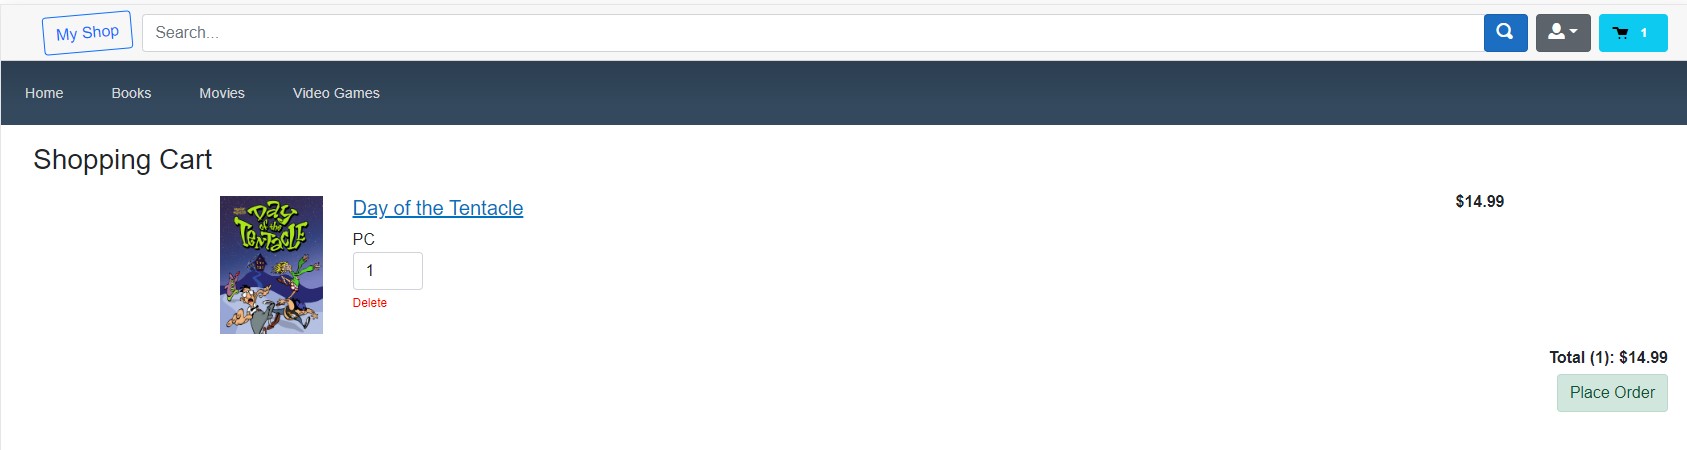 My Shop
Search...
1
Home Books Movies Video Games
Shopping Cart
Day of the Tentacle
$14.99
PC
1
Delete
Day
of the
Tentacle
Total (1): $14.99
Place Order